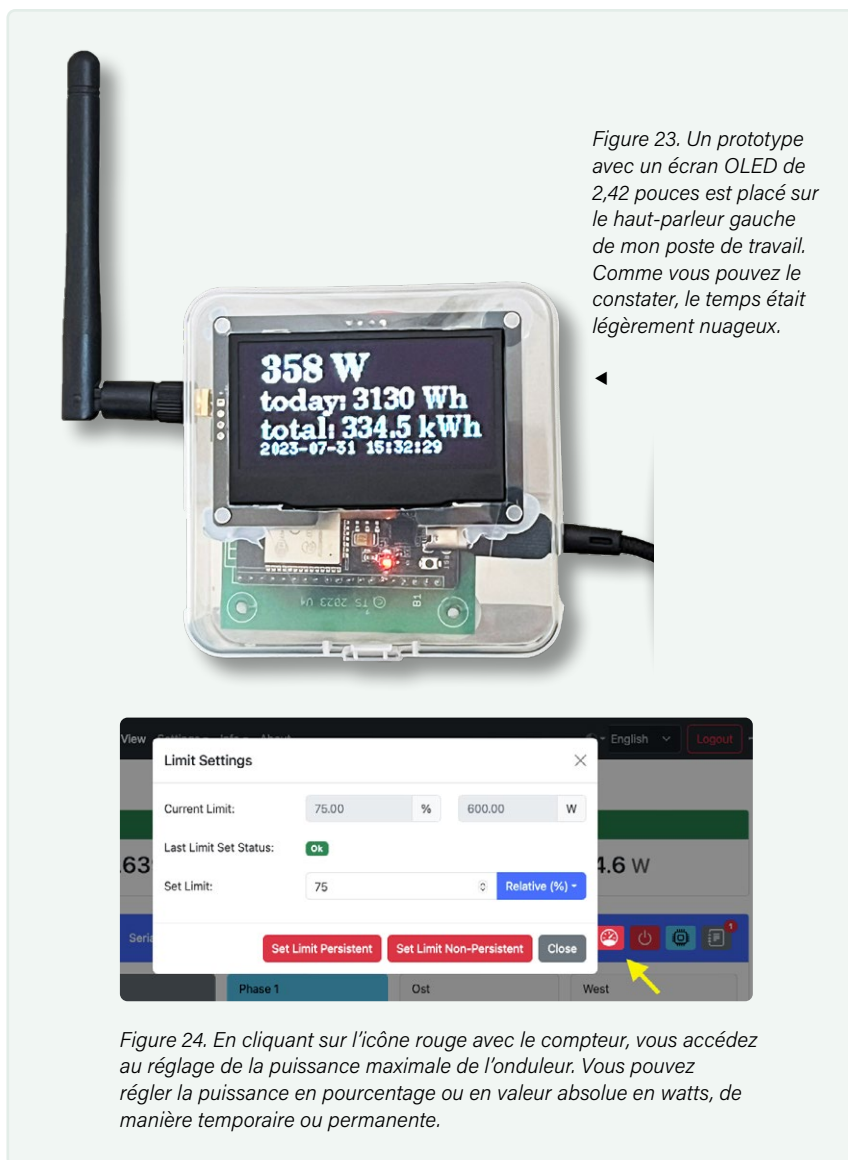 Figure 23. Un prototype
avec un écran OLED de
2,42 pouces est placé sur
le haut-parleur gauche
de mon poste de travail.
Comme vous pouvez le
constater, le temps était
légèrement nuageux.
358 W
today: 3130 Wh
total: 334.5 kWh
2023-07-31 15:32:29
© TS 2023 V1
B1
View
English
Logout
Limit Settings
Current Limit:
75.00
%
600.00
W
Last Limit Set Status:
Ok
Set Limit:
75
Relative (%)
Set Limit Persistent
Set Limit Non-Persistent
Close
4.6 W
1
Phase 1
Ost
West
Figure 24. En cliquant sur l’icône rouge avec le compteur, vous accédez
au réglage de la puissance maximale de l’onduleur. Vous pouvez
régler la puissance en pourcentage ou en valeur absolue en watts, de
manière temporaire ou permanente.